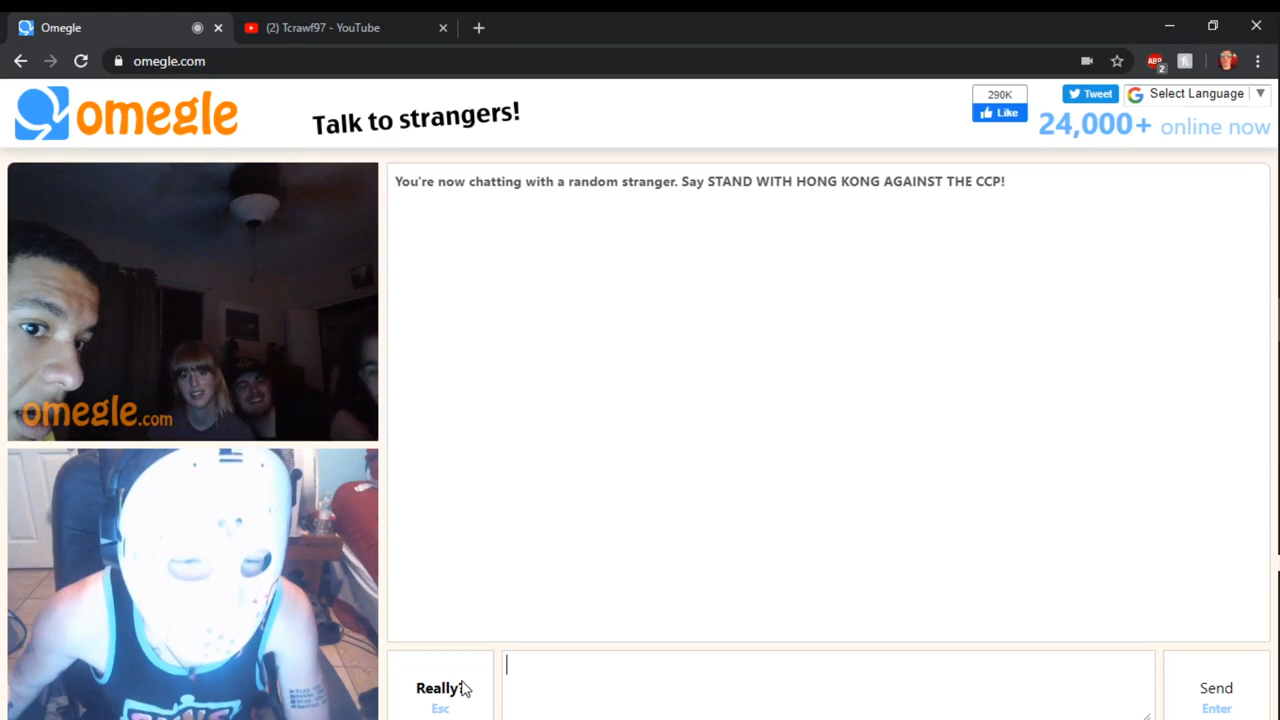 Omegle
(2) Tcrawf97 - YouTube
omegle.com
ABP
2
omegle
Talk to strangers!
290K
Like
Tweet
Select Language
24,000+ online now
You're now chatting with a random stranger. Say STAND WITH HONG KONG AGAINST THE CCP!
omegle.com
Really?
Esc
Send
Enter